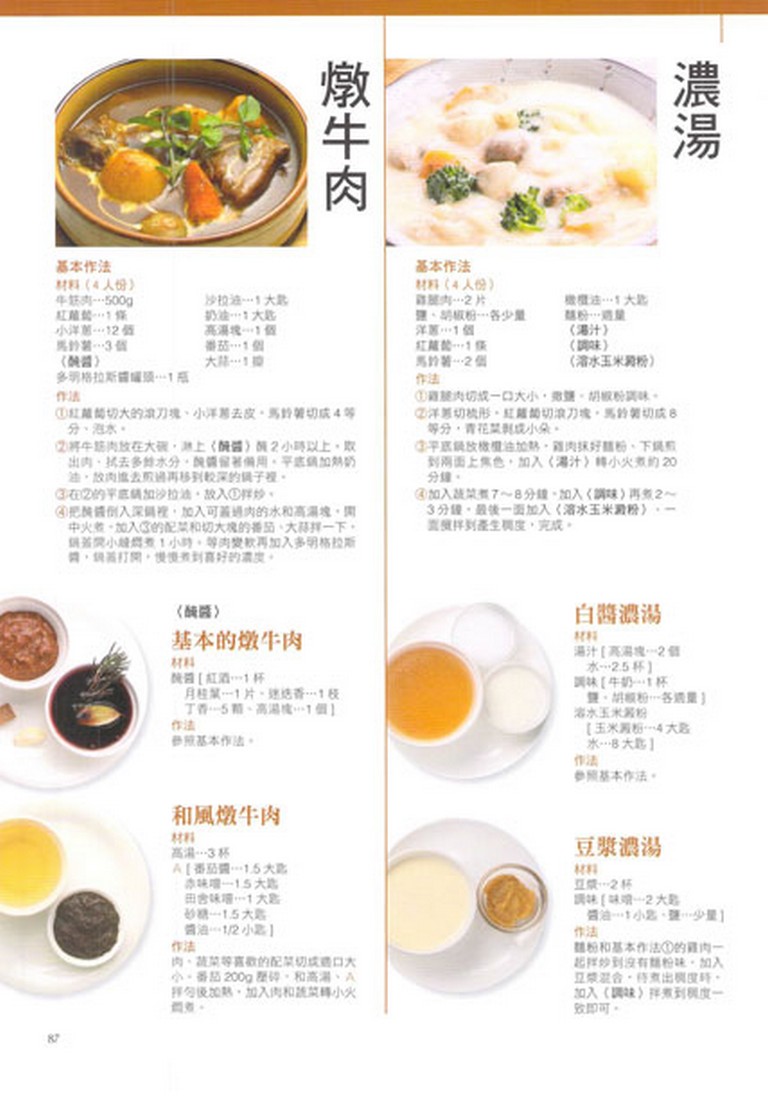 燉牛肉
基本作法
材料（4 人份）
牛筋肉…500g
紅蘿蔔…1 條
小洋蔥…12 個
馬鈴薯…3 個
〈醃醬〉
多明格拉斯醬罐頭…1 瓶
沙拉油…1 大匙
奶油…1 大匙
高湯塊…1 個
番茄…1 個
大蒜…1 瓣
作法
①紅蘿蔔切大的滾刀塊、小洋蔥去皮，馬鈴薯切成 4 等
分，泡水。
②將牛筋肉放在大碗，淋上〈醃醬〉醃 2 小時以上。取
出肉，拭去多餘水分，醃醬留著備用。平底鍋加熱奶
油，放肉進去煎過再移到較深的鍋子裡。
③在②的平底鍋加沙拉油，放入①拌炒。
④把醃醬倒入深鍋裡，加入可蓋過肉的水和高湯塊，開
中火煮。加入③的配菜和切大塊的番茄、大蒜拌一下，
鍋蓋開小縫燜煮 1 小時。等肉變軟再加入多明格拉斯
醬，鍋蓋打開，慢慢煮到喜好的濃度。
〈醃醬〉
基本的燉牛肉
材料
醃醬 [ 紅酒…1 杯
月桂葉…1 片、迷迭香…1 枝
丁香…5 顆、高湯塊…1 個 ]
作法
參照基本作法。
和風燉牛肉
材料
高湯…3 杯
A [ 番茄醬…1.5 大匙
赤味噌…1.5 大匙
田舍味噌…1 大匙
砂糖…1.5 大匙
醬油…1/2 小匙 ]
作法
肉、蔬菜等喜歡的配菜切成適口大
小。番茄 200g 壓碎，和高湯、A
拌勻後加熱，加入肉和蔬菜轉小火
燜煮。
濃湯
基本作法
材料（4 人份）
雞腿肉…2 片
鹽、胡椒粉…各少量
洋蔥…1 個
紅蘿蔔…1 條
馬鈴薯…2 個
橄欖油…1 大匙
麵粉…適量
〈湯汁〉
〈調味〉
〈溶水玉米澱粉〉
作法
①雞腿肉切成一口大小，撒鹽、胡椒粉調味。
②洋蔥切梳形，紅蘿蔔切滾刀塊，馬鈴薯切成 8
等分，青花菜剝成小朵。
③平底鍋放橄欖油加熱，雞肉抹好麵粉、下鍋煎
到兩面上焦色，加入〈湯汁〉轉小火煮約 20
分鐘。
④加入蔬菜煮 7～8 分鐘，加入〈調味〉再煮 2～
3 分鐘，最後一面加入〈溶水玉米澱粉〉，一
面攪拌到產生稠度，完成。
白醬濃湯
材料
湯汁 [ 高湯塊…2 個
水…2.5 杯 ]
調味 [ 牛奶…1 杯
鹽、胡椒粉…各適量 ]
溶水玉米澱粉
[ 玉米澱粉…4 大匙
水…8 大匙 ]
作法
參照基本作法。
豆漿濃湯
材料
豆漿…2 杯
調味 [ 味噌…2 大匙
醬油…1 小匙、鹽…少量 ]
作法
麵粉和基本作法①的雞肉一
起拌炒到沒有麵粉味，加入
豆漿混合，待煮出稠度時，
加入〈調味〉拌煮到稠度一
致即可。
87